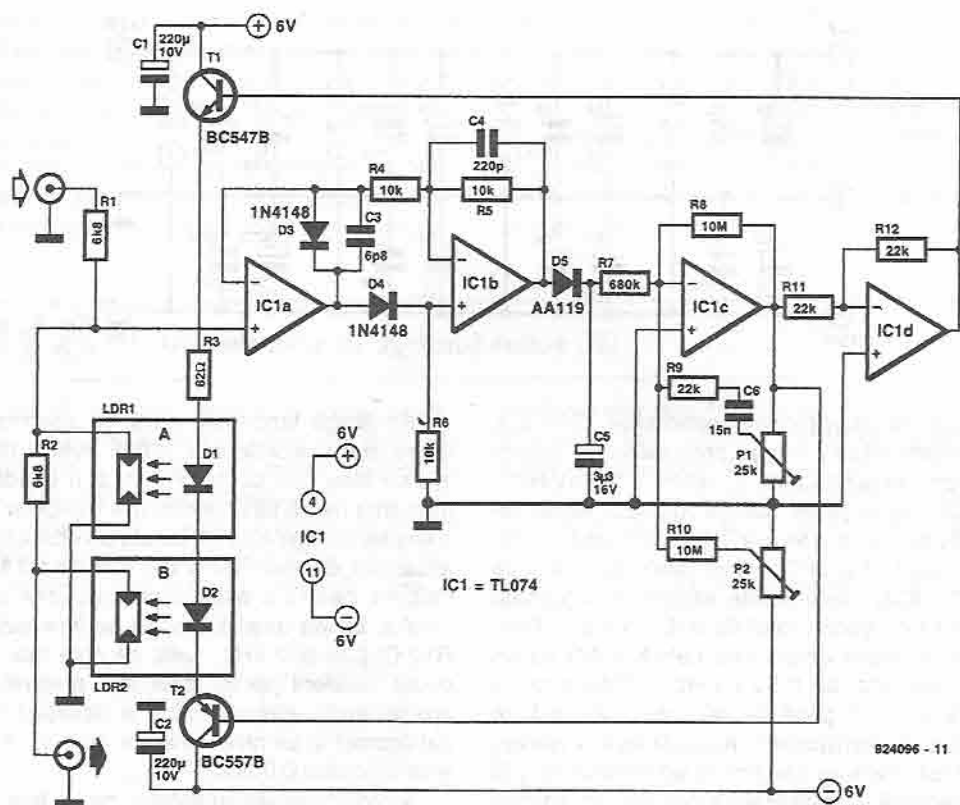 6V
C1
220µ
10V
T1
BC547B
R1
6k8
R4
10k
C4
220p
10k
R5
1N4148
D3
C3
6p8
IC1a
D4
1N4148
IC1b
D5
AA119
R7
680k
R8
10M
IC1c
R11
22k
R12
22k
IC1d
R3
82Ω
R9
22k
C6
15n
P1
25k
LDR1
A
D1
R2
6k8
R6
10k
C5
3µ3
16V
6V
4
IC1
11
6V
R10
10M
P2
25k
IC1 = TL074
B
D2
LDR2
T2
C2
220µ
10V
BC557B
6V
924096 - 11